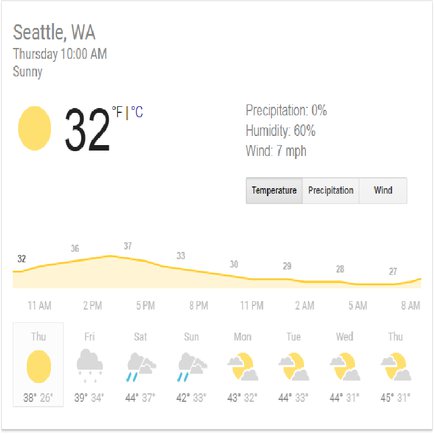 Seattle, WA
Thursday 10:00 AM
Sunny
32 °F | °C
Precipitation: 0%
Humidity: 60%
Wind: 7 mph
Temperature Precipitation Wind
32 36 37 33 30 29 28 27
11 AM 2 PM 5 PM 8 PM 11 PM 2 AM 5 AM 8 AM
Thu Fri Sat Sun Mon Tue Wed Thu
38° 26° 39° 34° 44° 37° 42° 33° 43° 32° 44° 33° 44° 31° 45° 31°